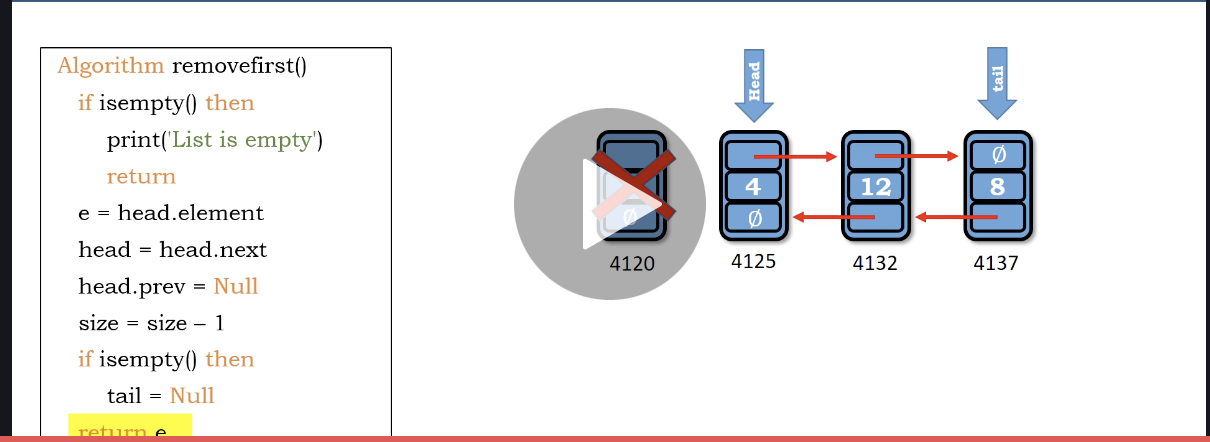 Algorithm removefirst()
if isempty() then
print('List is empty')
return
e = head.element
head = head.next
head.prev = Null
size = size – 1
if isempty() then
tail = Null
return e
Head
tail
Ø
4
12
8
Ø
Ø
4120
4125
4132
4137